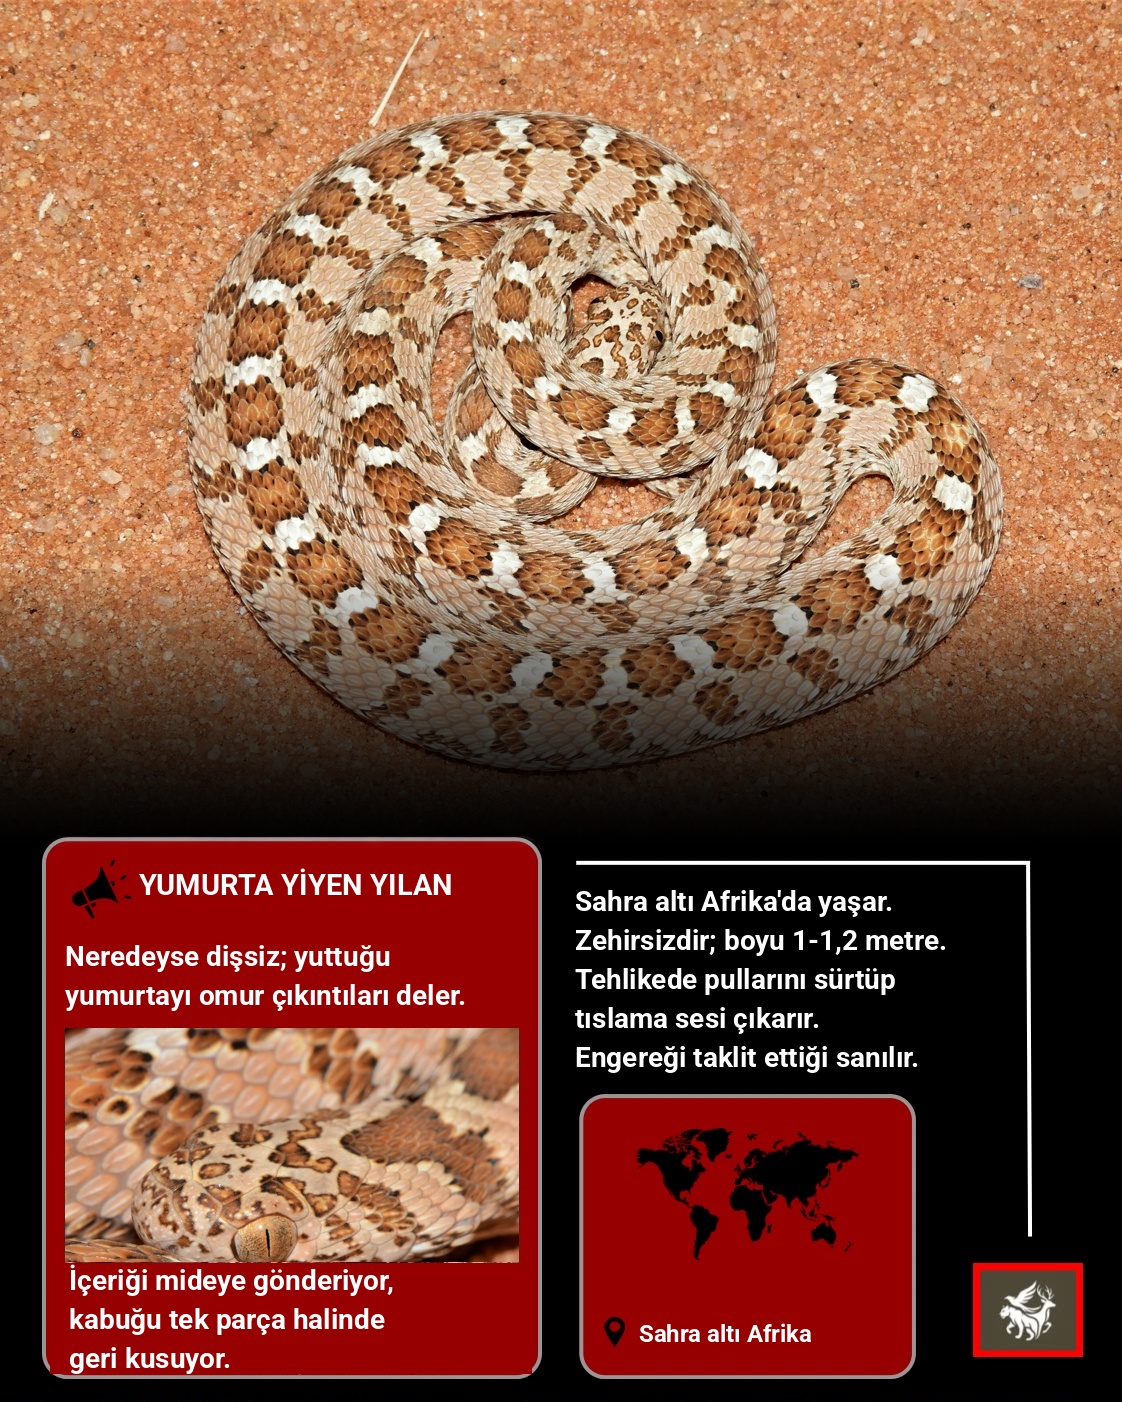 YUMURTA YİYEN YILAN
Neredeyse dişsiz; yuttuğu
yumurtayı omur çıkıntıları deler.
İçeriği mideye gönderiyor,
kabuğu tek parça halinde
geri kusuyor.
Sahra altı Afrika'da yaşar.
Zehirsizdir; boyu 1-1,2 metre.
Tehlikede pullarını sürtüp
tıslama sesi çıkarır.
Engereği taklit ettiği sanılır.
Sahra altı Afrika